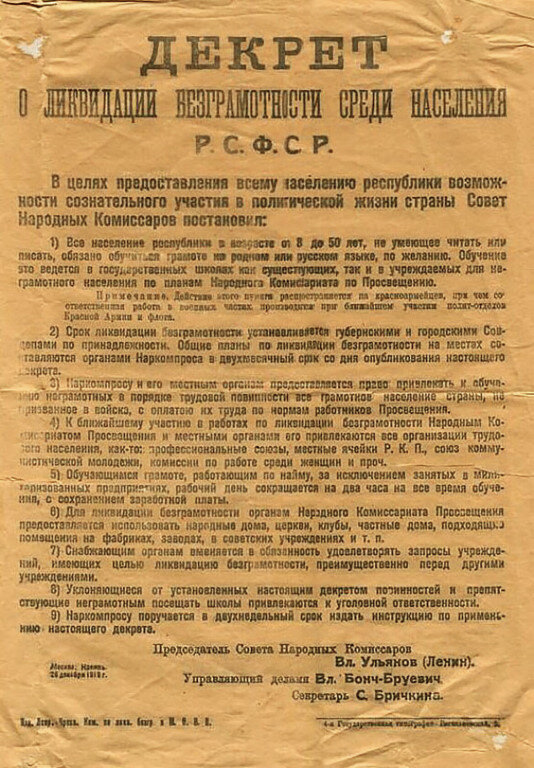 ДЕКРЕТ
О ЛИКВИДАЦИИ БЕЗГРАМОТНОСТИ СРЕДИ НАСЕЛЕНИЯ
Р. С. Ф. С Р.
В целях предоставления всему населению республики возмож-
ности сознательного участия в политической жизни страны Совет
Народных Комиссаров постановил:
1) Все население республики в возрасте от 8 до 50 лет, не умеющее читать или
писать, обязано обучаться грамоте на родном или русском языке, по желанию. Обучение
это ведется в государственных школах как существующих, так и в учреждаемых для не-
грамотного населения по планам Народного Комиссариата по Просвещению.
Примечание. Действие этого пункта распространяется на красноармейцев, при чем со-
ответственная работа в военных частях производится при ближайшем участии полит-отделов
Красной Армии и флота.
2) Срок ликвидации безграмотности устанавливается губернскими и городскими Сов-
депами по принадлежности. Общие планы по ликвидации безграмотности на местах со-
тавляются органами Наркомпроса в двухмесячный срок со дня опубликования настоящего
декрета.
3) Наркомпросу и его местным органам предоставляется право привлекать к обуче-
нию неграмотных в порядке трудовой повинности все грамотное население страны, не
призванное в войска, с оплатою их труда по нормам работников Просвещения.
4) К ближайшему участию в работах по ликвидации безграмотности Народным Ко-
миссариатом Просвещения и местными органами его привлекаются все организации трудо-
вого населения, как-то: профессиональные союзы, местные ячейки Р. К. П., союз комму-
нистической молодежи, комиссии по работе среди женщин и проч.
5) Обучающимся грамоте, работающим по найму, за исключением занятых в мили-
таризованных предприятиях, рабочий день сокращается на два часа на все время обуче-
ния, с сохранением заработной платы.
6) Для ликвидации безграмотности органам Народного Комиссариата Просвещения
предоставляется использовать народные дома, церкви, клубы, частные дома, подходящие
помещения на фабриках, заводах, в советских учреждениях и т. п.
7) Снабжающим органам вменяется в обязанность удовлетворять запросы учрежде-
ний, имеющих целью ликвидацию безграмотности, преимущественно перед другими
учреждениями.
8) Уклоняющиеся от установленных настоящим декретом повинностей и препят-
ствующие неграмотным посещать школы привлекаются к уголовной ответственности.
9) Наркомпросу поручается в двухнедельный срок издать инструкцию по примене-
нию настоящего декрета.
Председатель Совета Народных Комиссаров
Вл. Ульянов (Ленин).
Москва, Кремль.
26 декабря 1919 г.
Управляющий делами Вл. Бонч-Бруевич.
Секретарь С. Бричкина.
4-я Государственная типография